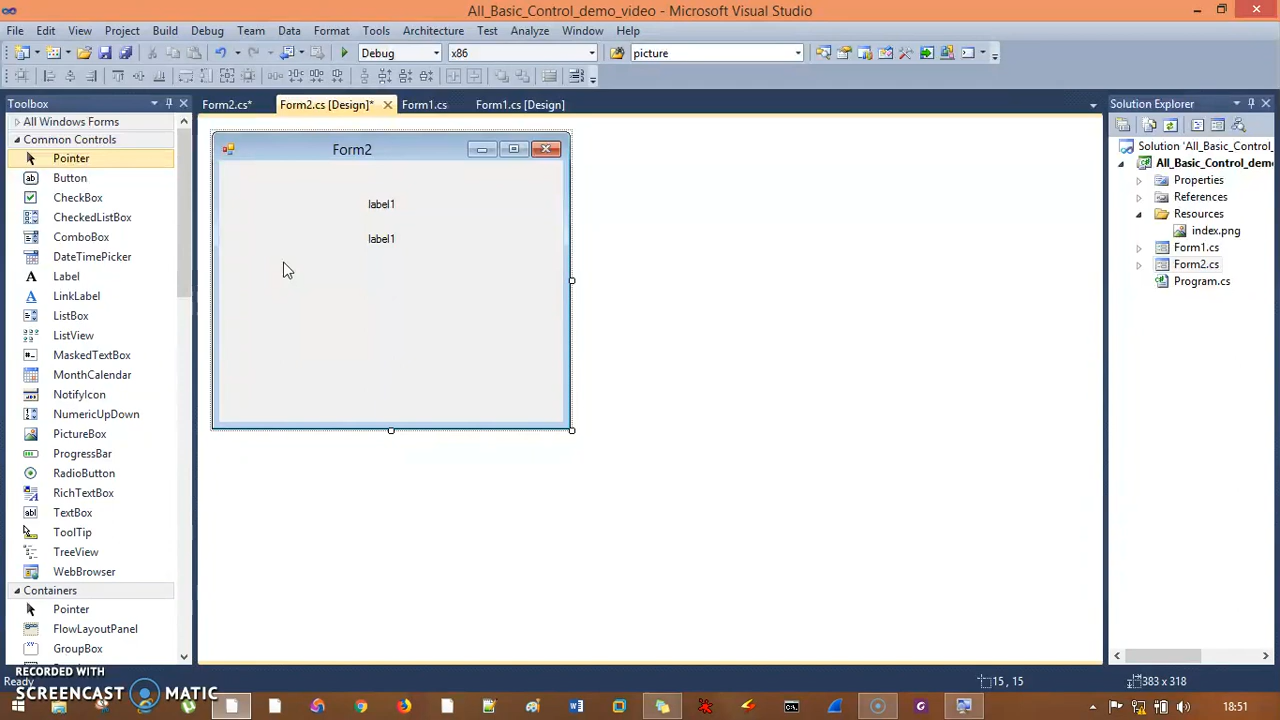 All_Basic_Control_demo_video - Microsoft Visual Studio
File Edit View Project Build Debug Team Data Format Tools Architecture Test Analyze Window Help
Debug x86 picture
Toolbox
Form2.cs* Form2.cs [Design]* Form1.cs Form1.cs [Design]
Solution Explorer
All Windows Forms
Common Controls
Pointer
Button
CheckBox
CheckedListBox
ComboBox
DateTimePicker
Label
LinkLabel
ListBox
ListView
MaskedTextBox
MonthCalendar
NotifyIcon
NumericUpDown
PictureBox
ProgressBar
RadioButton
RichTextBox
TextBox
ToolTip
TreeView
WebBrowser
Containers
Pointer
FlowLayoutPanel
GroupBox
Form2
label1
label1
Solution 'All_Basic_Control_
All_Basic_Control_demo
Properties
References
Resources
index.png
Form1.cs
Form2.cs
Program.cs
RECORDED WITH
SCREENCAST MATIC
Ready
15 , 15
383 x 318
18:51